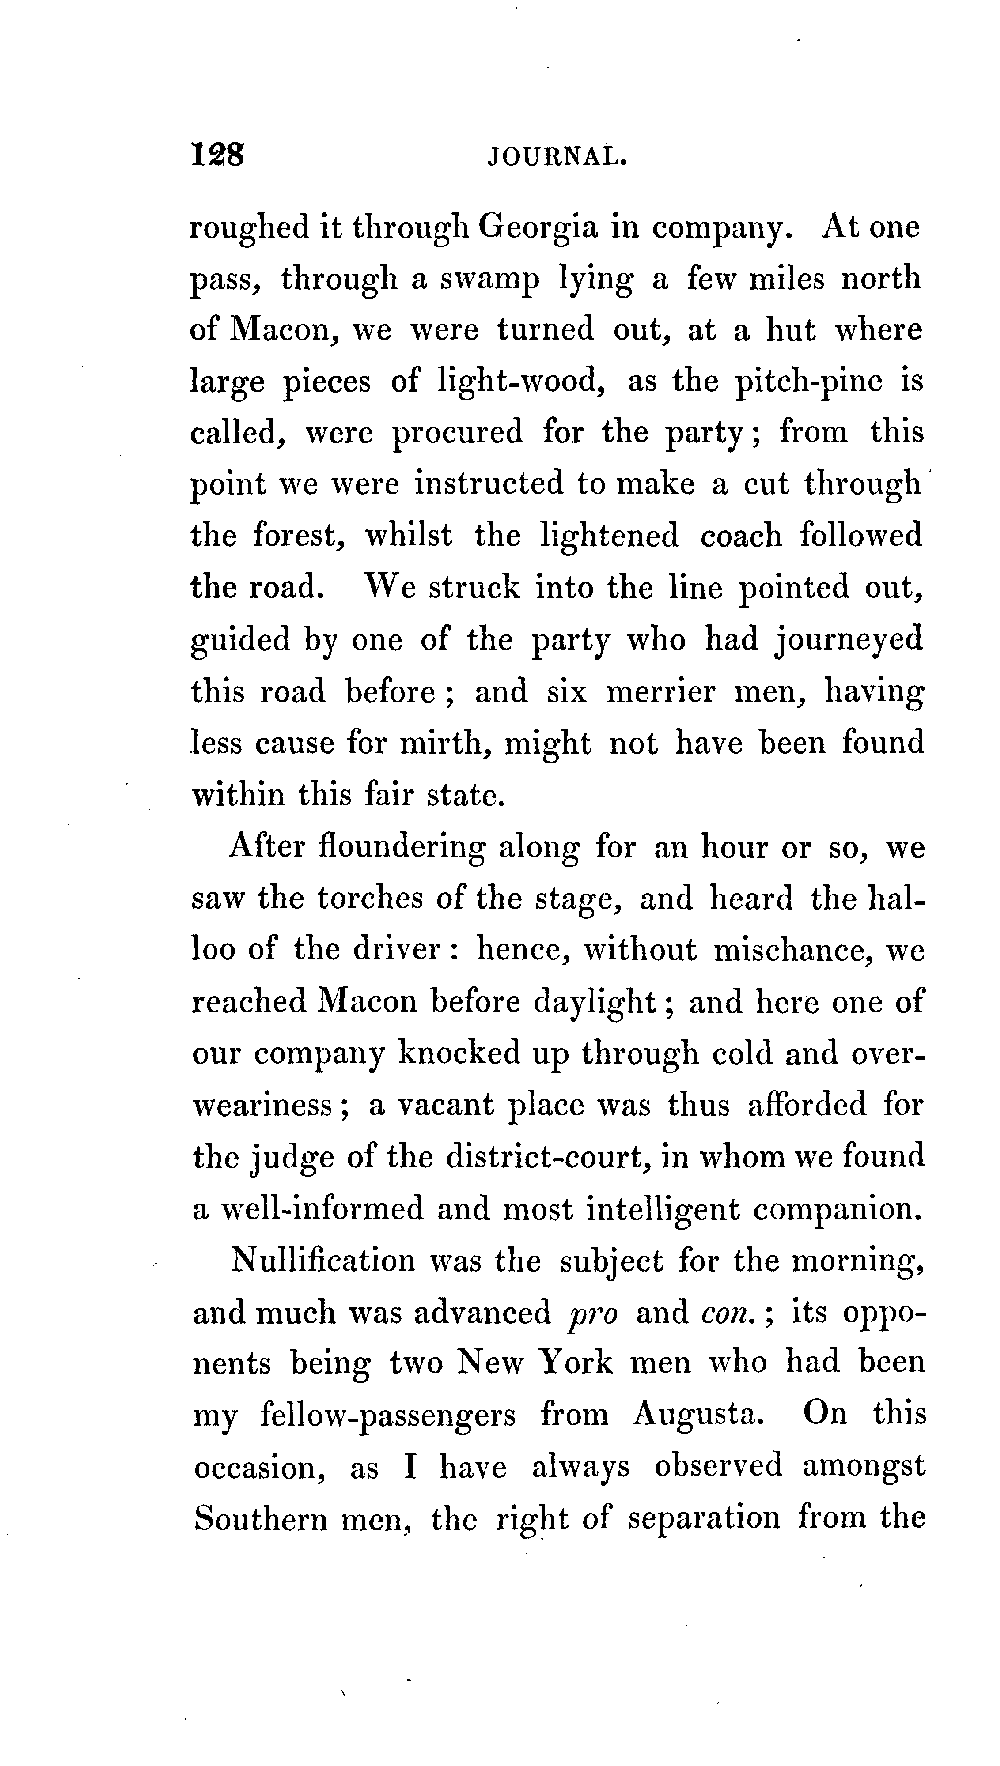 128 JOURNAL.
roughed it through Georgia in company. At one
pass, through a swamp lying a few miles north
of Macon, we were turned out, at a hut where
large pieces of light-wood, as the pitch-pine is
called, were procured for the party; from this
point we were instructed to make a cut through
the forest, whilst the lightened coach followed
the road. We struck into the line pointed out,
guided by one of the party who had journeyed
this road before; and six merrier men, having
less cause for mirth, might not have been found
within this fair state.
After floundering along for an hour or so, we
saw the torches of the stage, and heard the hal-
loo of the driver: hence, without mischance, we
reached Macon before daylight; and here one of
our company knocked up through cold and over-
weariness; a vacant place was thus afforded for
the judge of the district-court, in whom we found
a well-informed and most intelligent companion.
Nullification was the subject for the morning,
and much was advanced pro and con.; its oppo-
nents being two New York men who had been
my fellow-passengers from Augusta. On this
occasion, as I have always observed amongst
Southern men, the right of separation from the